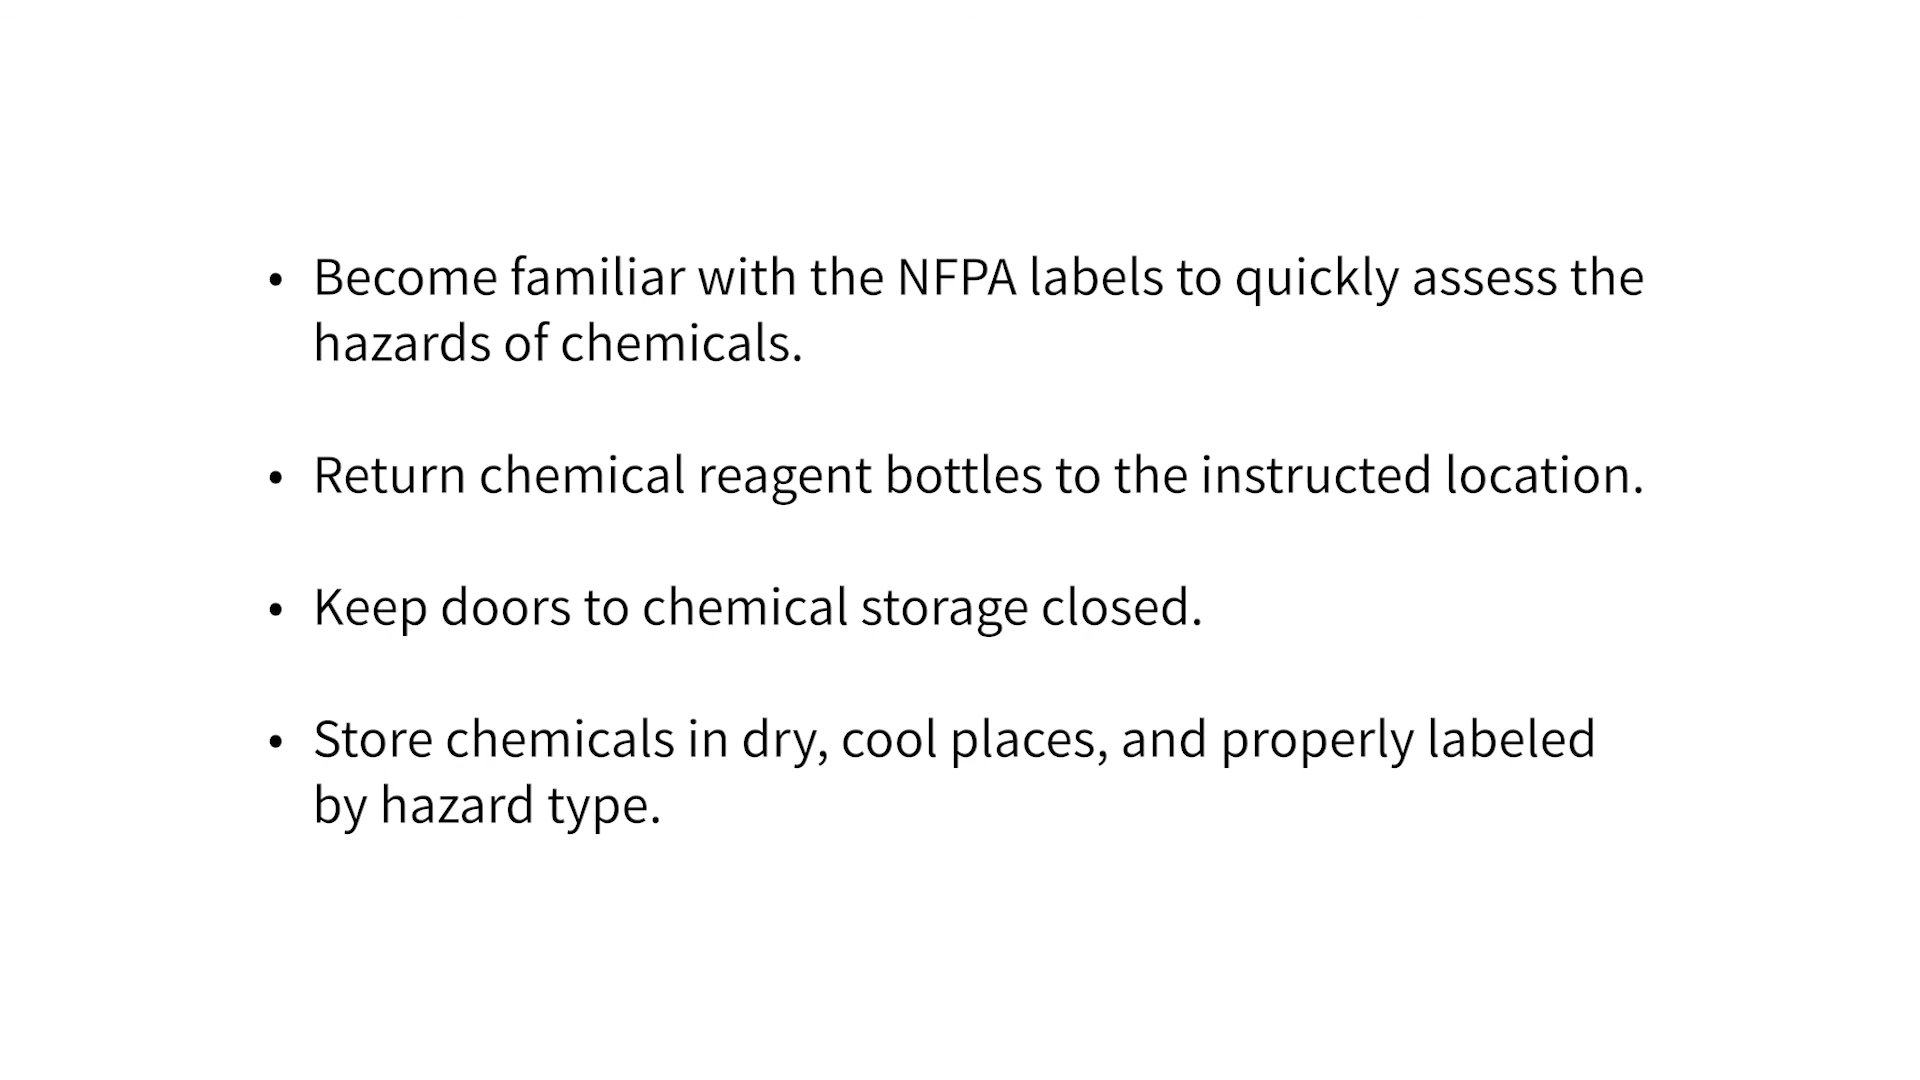 • Become familiar with the NFPA labels to quickly assess the
hazards of chemicals.
• Return chemical reagent bottles to the instructed location.
• Keep doors to chemical storage closed.
• Store chemicals in dry, cool places, and properly labeled
by hazard type.